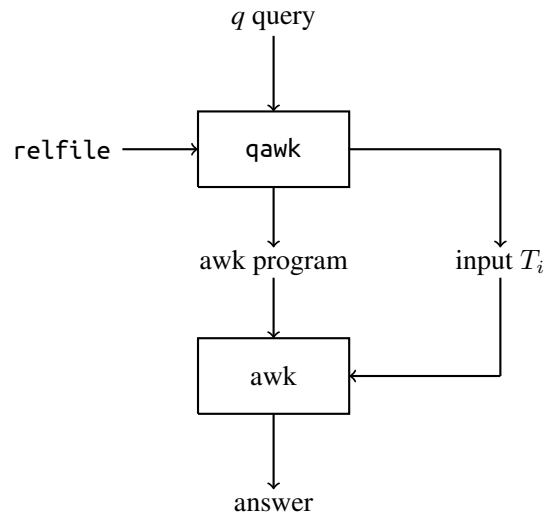 q query
relfile
qawk
awk program
input T_i
awk
answer